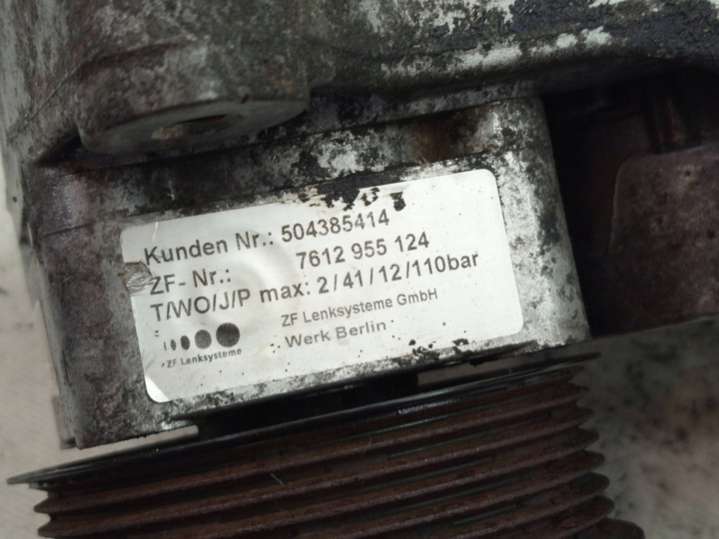 Kunden Nr.: 504385414
ZF- Nr.: 7612 955 124
T/WO/J/P max: 2/41/12/110bar
ZF Lenksysteme GmbH
Werk Berlin
ZF Lenksysteme